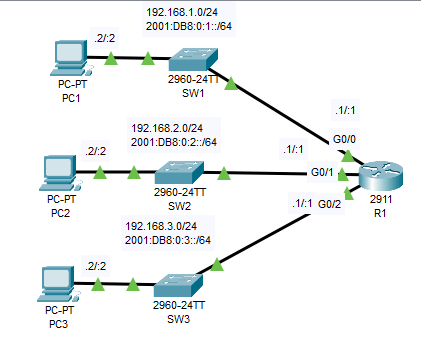 192.168.1.0/24
2001:DB8:0:1::/64
.2/:2
PC-PT
PC1
2960-24TT
SW1
.1/:1
G0/0
192.168.2.0/24
2001:DB8:0:2::/64
.2/:2
PC-PT
PC2
2960-24TT
SW2
.1/:1
G0/1
2911
R1
192.168.3.0/24
2001:DB8:0:3::/64
.1/:1
G0/2
.2/:2
PC-PT
PC3
2960-24TT
SW3